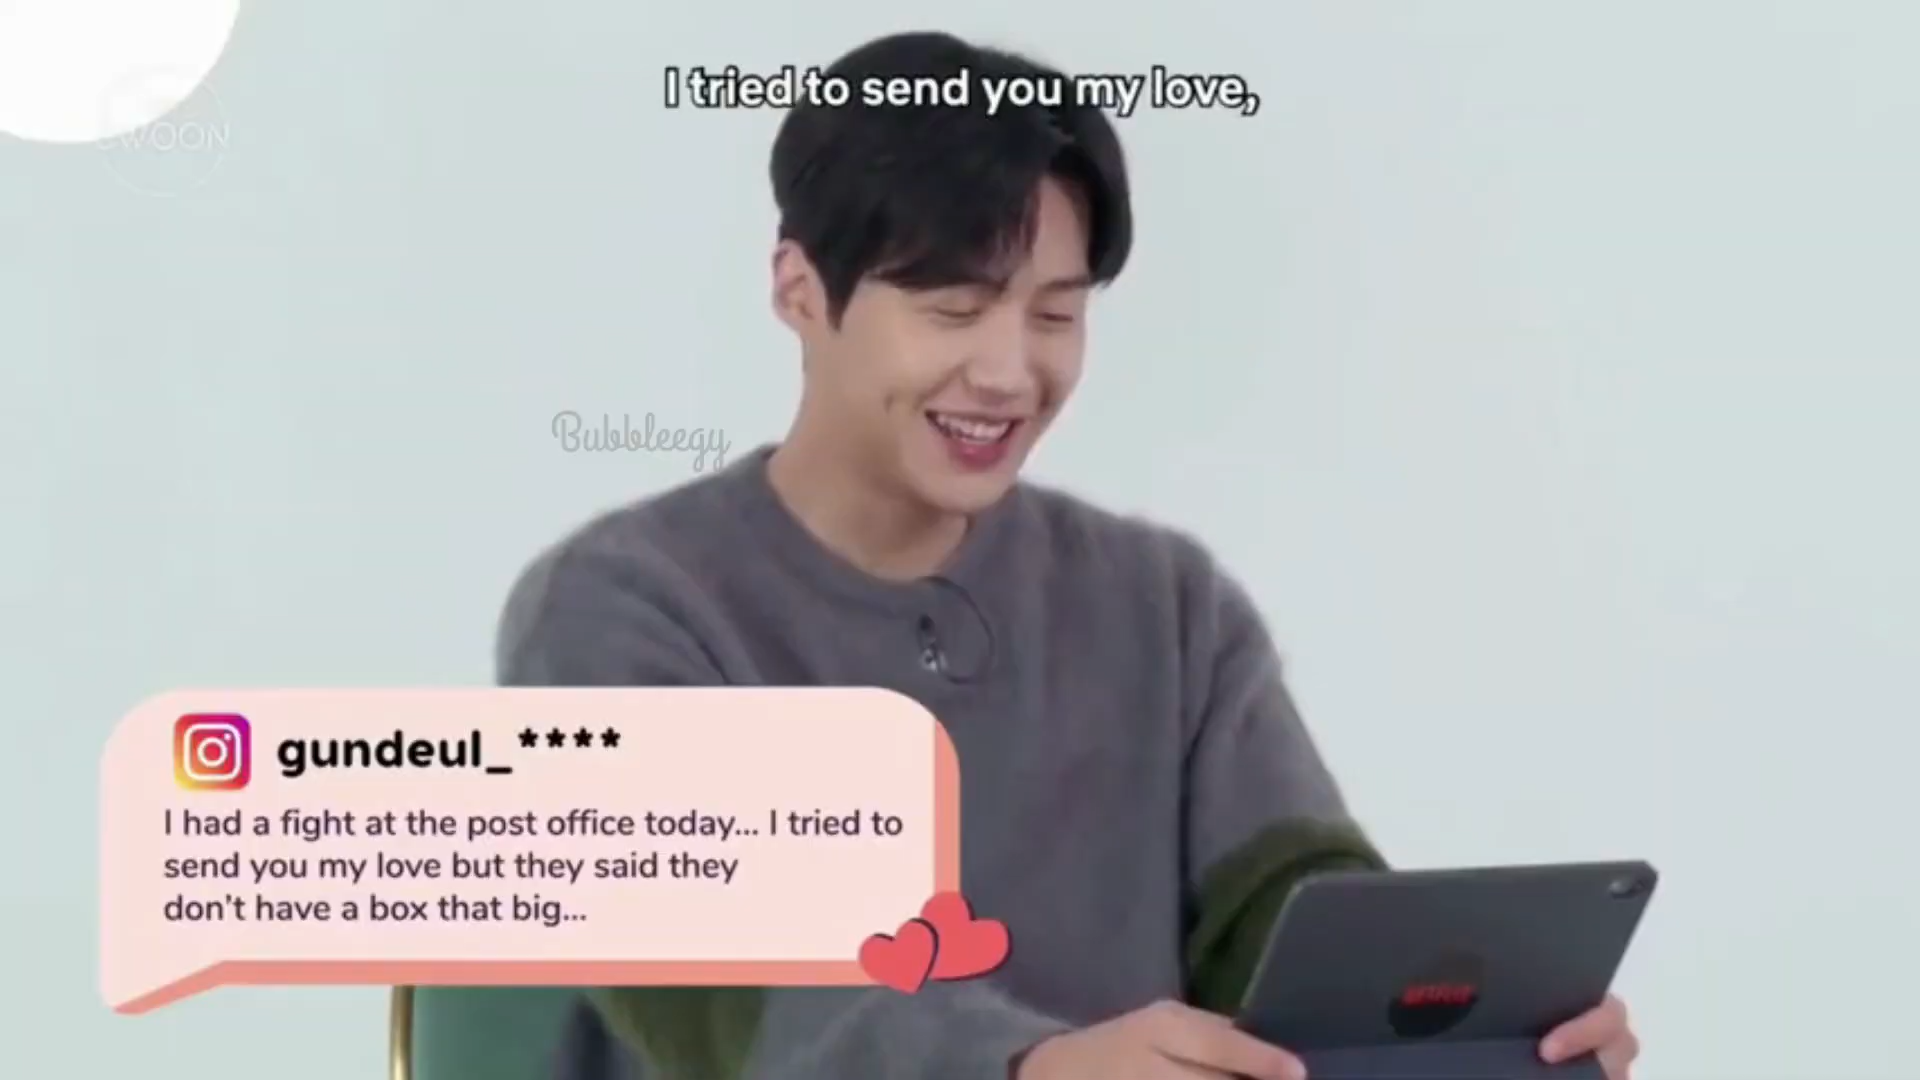 I tried to send you my love,
SWOON
Bubbleegy
gundeul_****
I had a fight at the post office today... I tried to
send you my love but they said they
don't have a box that big...